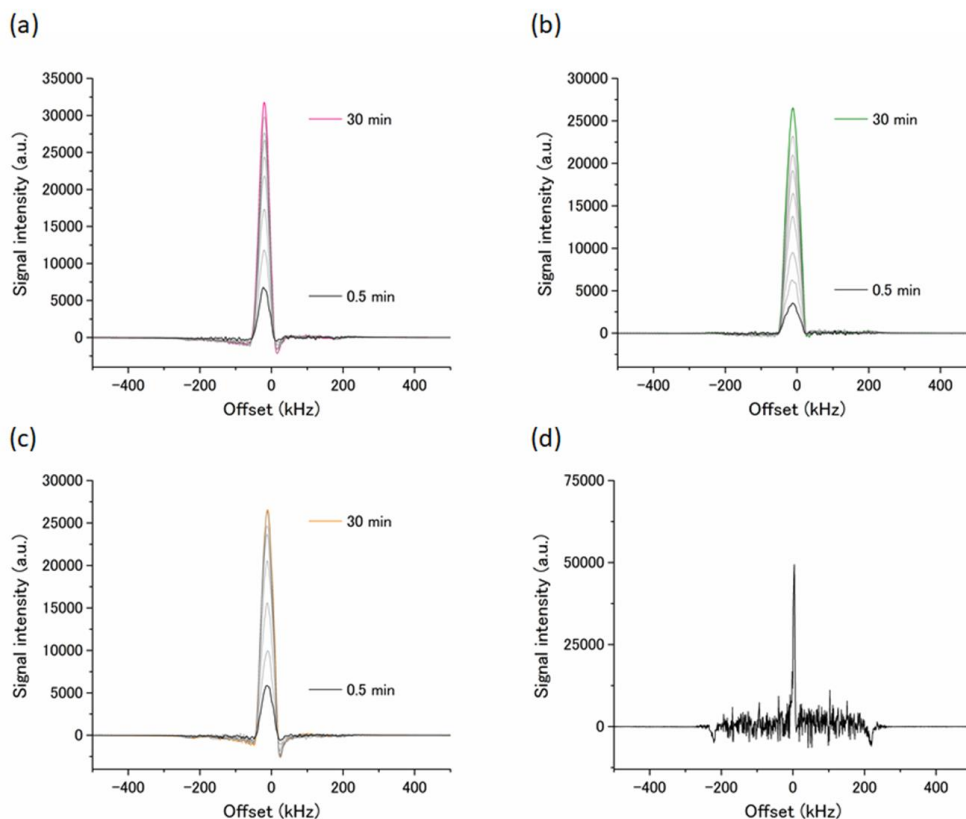 (a)
35000
30000
25000
20000
15000
10000
5000
0
30 min
0.5 min
Signal intensity (a.u.)
−400 −200 0 200 400
Offset (kHz)
(b)
30000
25000
20000
15000
10000
5000
0
30 min
0.5 min
Signal intensity (a.u.)
−400 −200 0 200 400
Offset (kHz)
(c)
30000
25000
20000
15000
10000
5000
0
30 min
0.5 min
Signal intensity (a.u.)
−400 −200 0 200 400
Offset (kHz)
(d)
75000
50000
25000
0
Signal intensity (a.u.)
−400 −200 0 200 400
Offset (kHz)